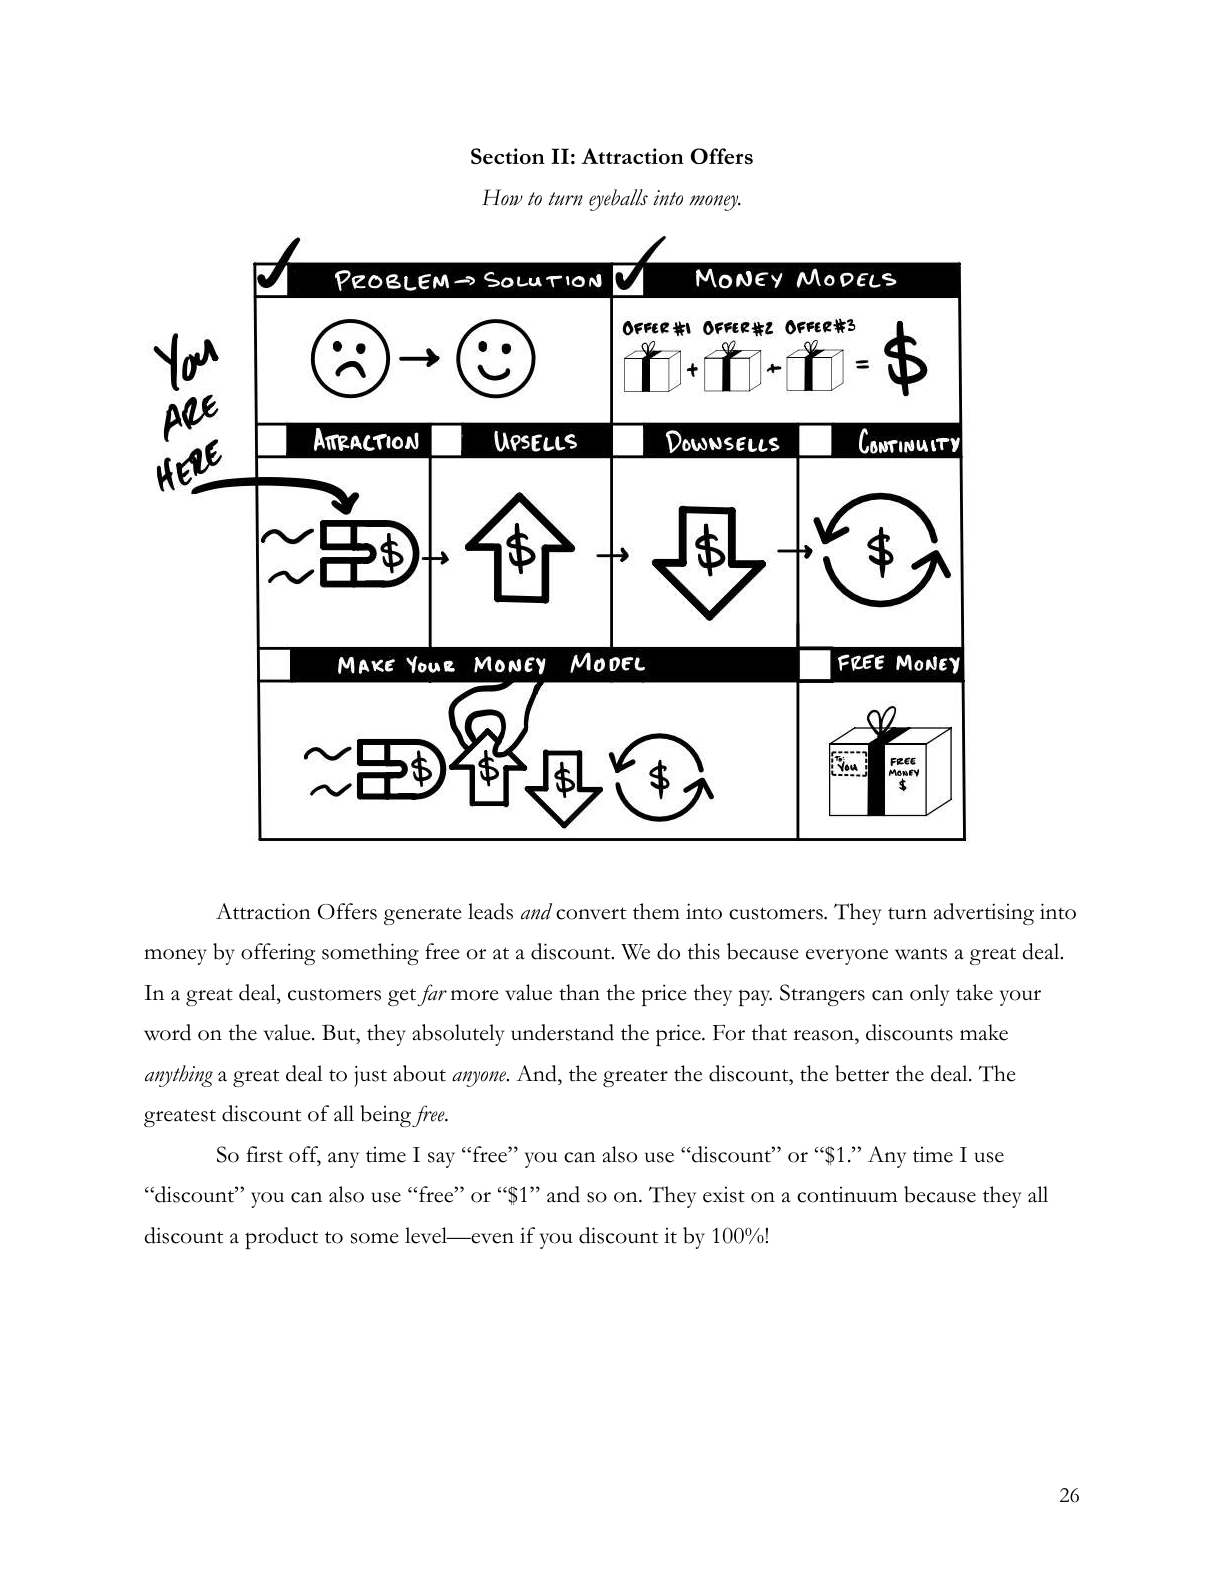 Section II: Attraction Offers
How to turn eyeballs into money.
PROBLEM → SOLUTION
MONEY MODELS
OFFER #1 OFFER #2 OFFER #3
+ + = $
YOU
ARE
HERE
ATTRACTION
UPSELLS
DOWNSELLS
CONTINUITY
$ $ $ $
MAKE YOUR MONEY MODEL
FREE MONEY
$ $ $ $
TO:
YOU
FREE
MONEY
$
Attraction Offers generate leads and convert them into customers. They turn advertising into
money by offering something free or at a discount. We do this because everyone wants a great deal.
In a great deal, customers get far more value than the price they pay. Strangers can only take your
word on the value. But, they absolutely understand the price. For that reason, discounts make
anything a great deal to just about anyone. And, the greater the discount, the better the deal. The
greatest discount of all being free.
So first off, any time I say “free” you can also use “discount” or “$1.” Any time I use
“discount” you can also use “free” or “$1” and so on. They exist on a continuum because they all
discount a product to some level—even if you discount it by 100%!
26